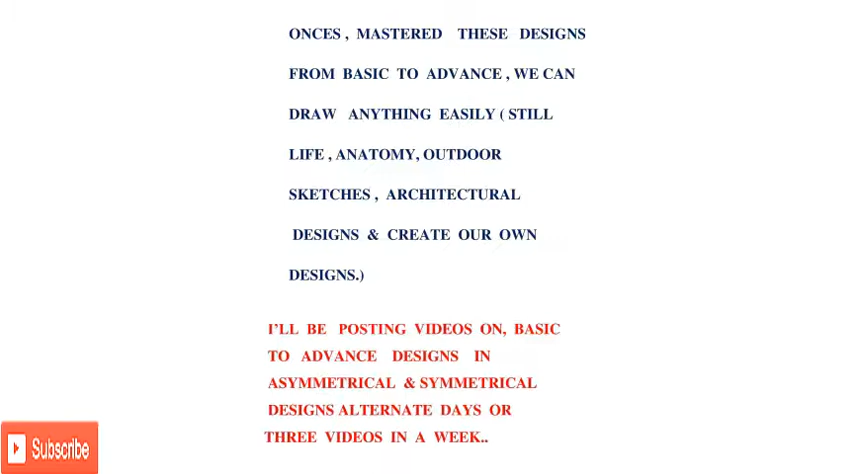 ONCES , MASTERED THESE DESIGNS
FROM BASIC TO ADVANCE , WE CAN
DRAW ANYTHING EASILY ( STILL
LIFE , ANATOMY, OUTDOOR
SKETCHES , ARCHITECTURAL
DESIGNS & CREATE OUR OWN
DESIGNS.)
I'LL BE POSTING VIDEOS ON, BASIC
TO ADVANCE DESIGNS IN
ASYMMETRICAL & SYMMETRICAL
DESIGNS ALTERNATE DAYS OR
THREE VIDEOS IN A WEEK..
Subscribe